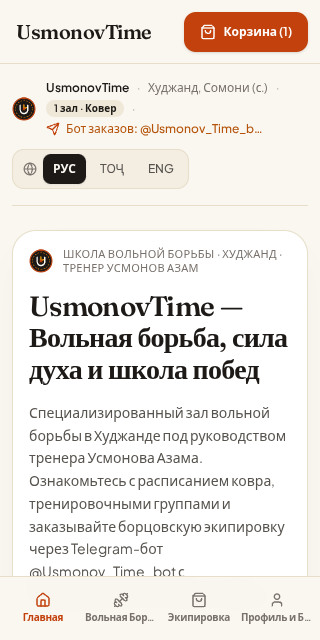 UsmonovTime
Корзина (1)
UsmonovTime · Худжанд, Сомони (с.) ·
1 зал · Ковер ·
Бот заказов: @Usmonov_Time_b...
РУС ТОҶ ENG
ШКОЛА ВОЛЬНОЙ БОРЬБЫ · ХУДЖАНД ·
ТРЕНЕР УСМОНОВ АЗАМ
UsmonovTime —
Вольная борьба, сила
духа и школа побед
Специализированный зал вольной
борьбы в Худжанде под руководством
тренера Усмонова Азама.
Ознакомьтесь с расписанием ковра,
тренировочными группами и
заказывайте борцовскую экипировку
через Telegram-бот
@Usmonov_Time_bot с
Главная Вольная Бор... Экипировка Профиль и Б...